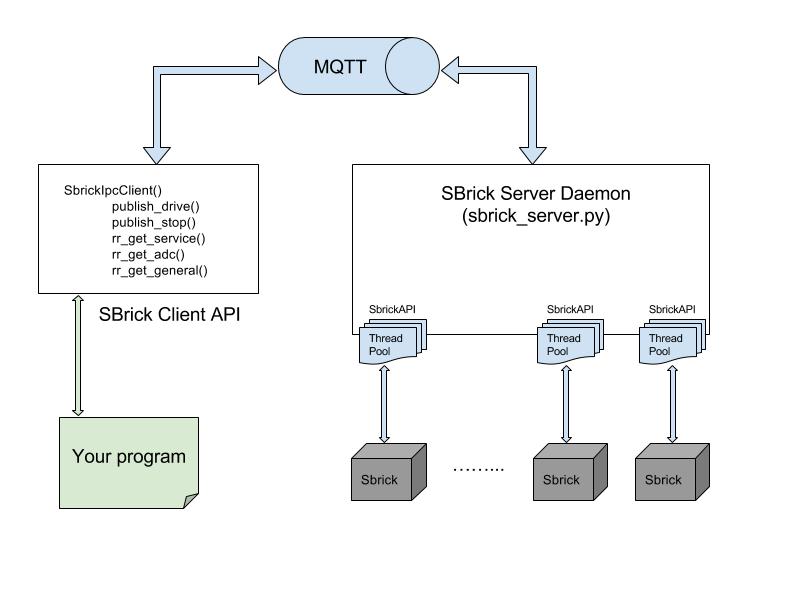 MQTT
SbrickIpcClient()
publish_drive()
publish_stop()
rr_get_service()
rr_get_adc()
rr_get_general()
SBrick Client API
Your program
SBrick Server Daemon
(sbrick_server.py)
SbrickAPI
Thread
Pool
SbrickAPI
Thread
Pool
SbrickAPI
Thread
Pool
Sbrick
………...
Sbrick
Sbrick